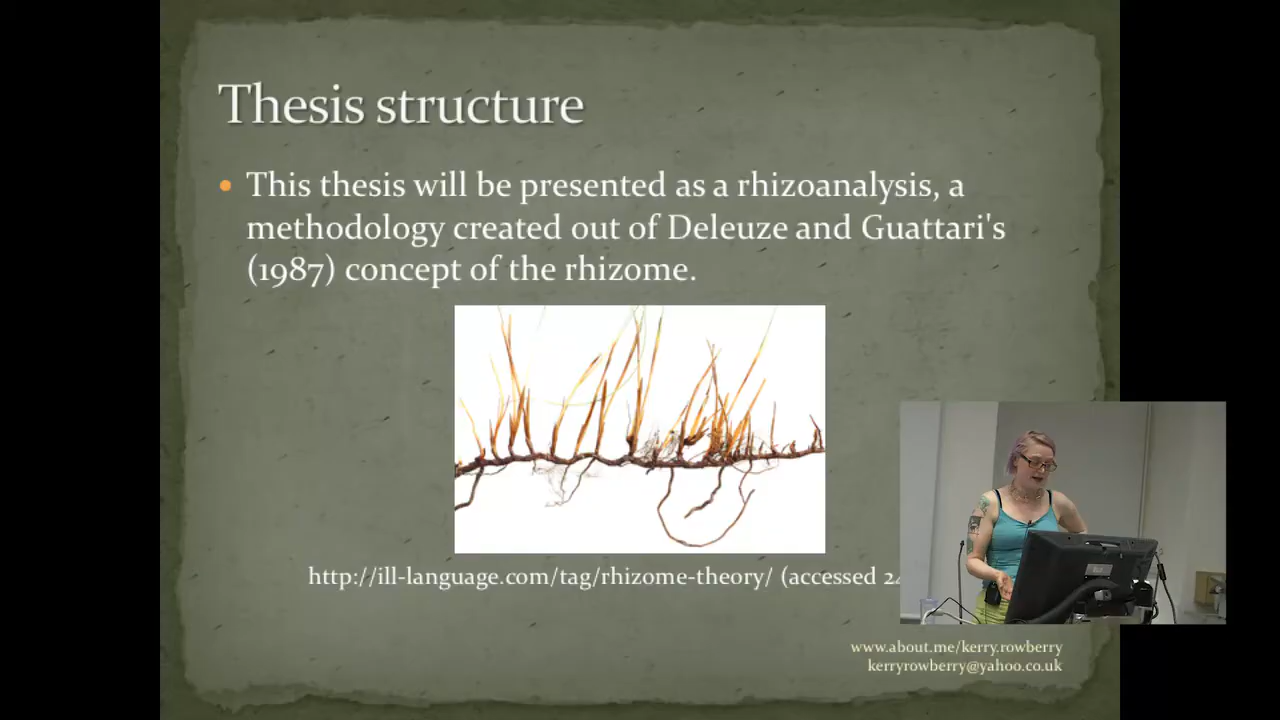 Thesis structure
• This thesis will be presented as a rhizoanalysis, a
methodology created out of Deleuze and Guattari's
(1987) concept of the rhizome.
http://ill-language.com/tag/rhizome-theory/ (accessed
www.about.me/kerry.rowberry
kerryrowberry@yahoo.co.uk